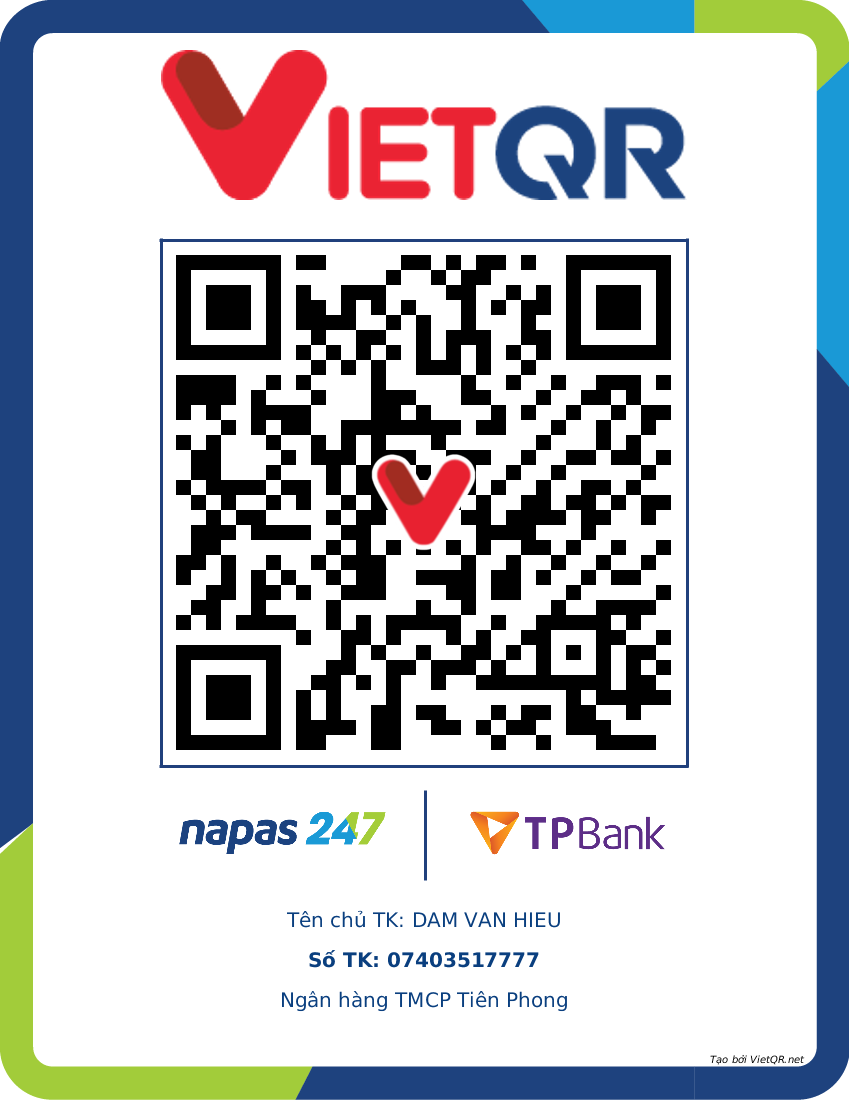 VIETQR
napas 247
TPBank
Tên chủ TK: DAM VAN HIEU
Số TK: 07403517777
Ngân hàng TMCP Tiên Phong
Tạo bởi VietQR.net